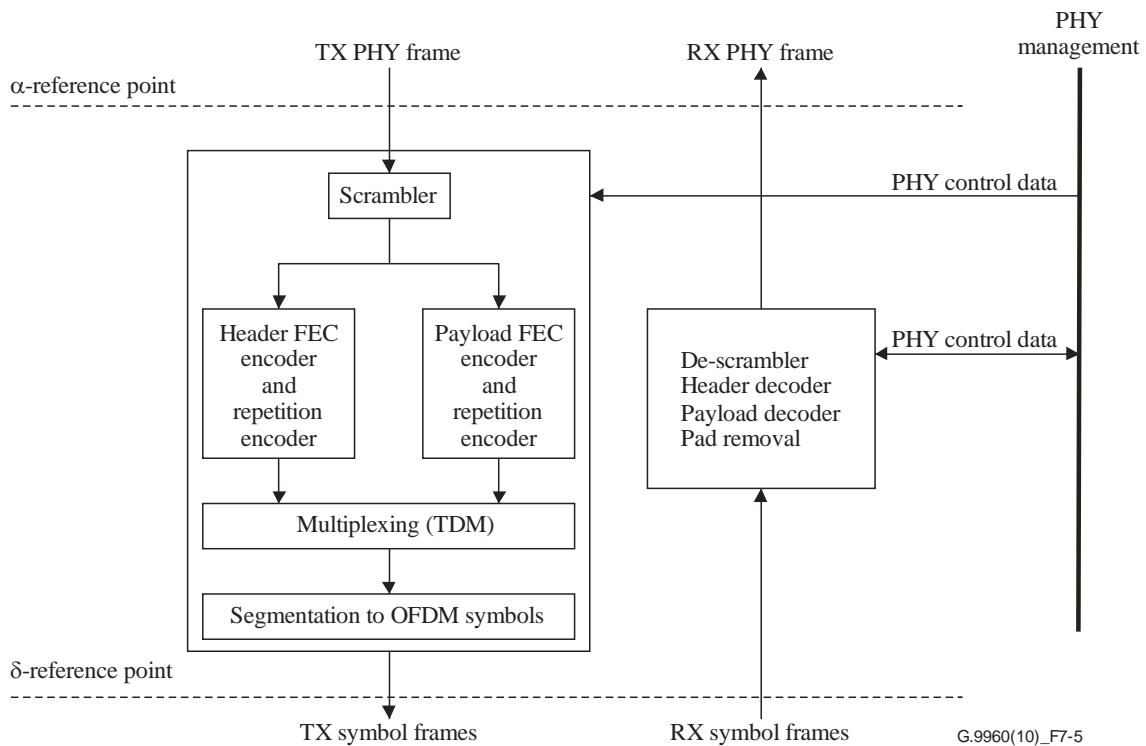 PHY
management
TX PHY frame
RX PHY frame
α-reference point
Scrambler
PHY control data
Header FEC
encoder
and
repetition
encoder
Payload FEC
encoder
and
repetition
encoder
PHY control data
De-scrambler
Header decoder
Payload decoder
Pad removal
Multiplexing (TDM)
Segmentation to OFDM symbols
δ-reference point
TX symbol frames
RX symbol frames
G.9960(10)_F7-5